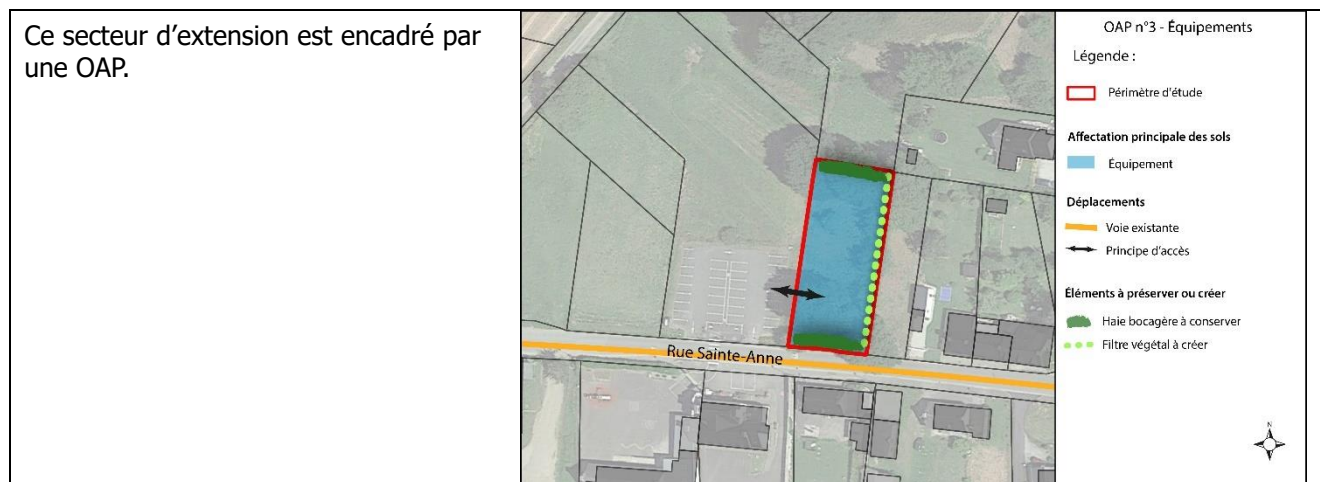 Ce secteur d’extension est encadré par
une OAP.
OAP n°3 - Équipements
Légende :
Périmètre d'étude
Affectation principale des sols
Équipement
Déplacements
Voie existante
Principe d'accès
Éléments à préserver ou créer
Haie bocagère à conserver
Filtre végétal à créer
Rue Sainte-Anne
N